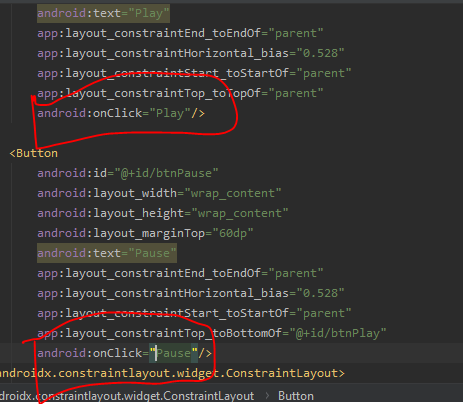 android:text="Play"
app:layout_constraintEnd_toEndOf="parent"
app:layout_constraintHorizontal_bias="0.528"
app:layout_constraintStart_toStartOf="parent"
app:layout_constraintTop_toTopOf="parent"
android:onClick="Play"/>
<Button
android:id="@+id/btnPause"
android:layout_width="wrap_content"
android:layout_height="wrap_content"
android:layout_marginTop="60dp"
android:text="Pause"
app:layout_constraintEnd_toEndOf="parent"
app:layout_constraintHorizontal_bias="0.528"
app:layout_constraintStart_toStartOf="parent"
app:layout_constraintTop_toBottomOf="@+id/btnPlay"
android:onClick="Pause"/>
androidx.constraintlayout.widget.ConstraintLayout>
ndroidx.constraintlayout.widget.ConstraintLayout > Button